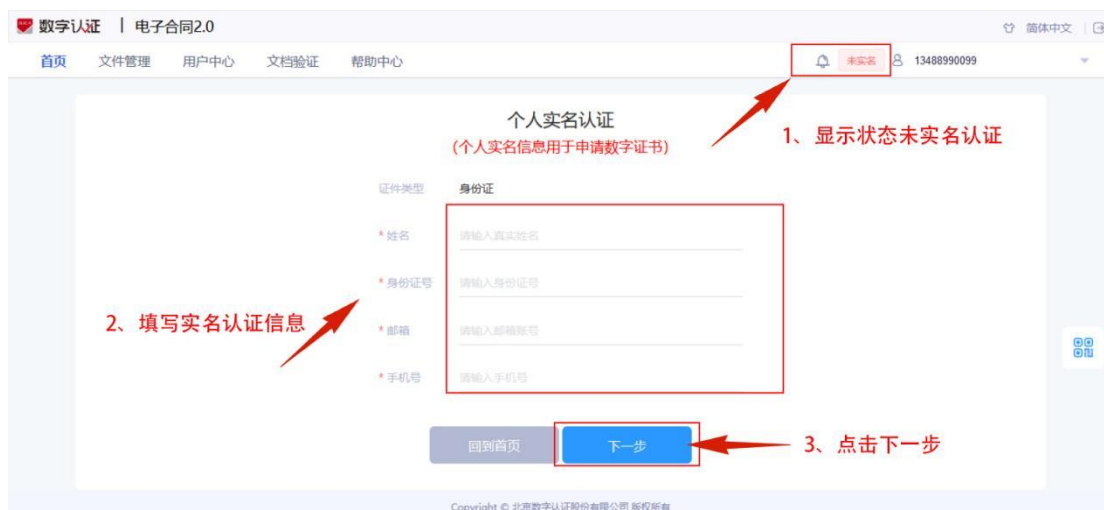 数字认证 | 电子合同2.0 简体中文
首页 文件管理 用户中心 文档验证 帮助中心 未实名 13488990099
个人实名认证
(个人实名信息用于申请数字证书)
1、显示状态未实名认证
证件类型 身份证
*姓名 请输入真实姓名
*身份证号 请输入身份证号
2、填写实名认证信息
*邮箱 请输入邮箱账号
*手机号 请输入手机号
回到首页 下一步
3、点击下一步
Copyright © 北京数字认证股份有限公司 版权所有